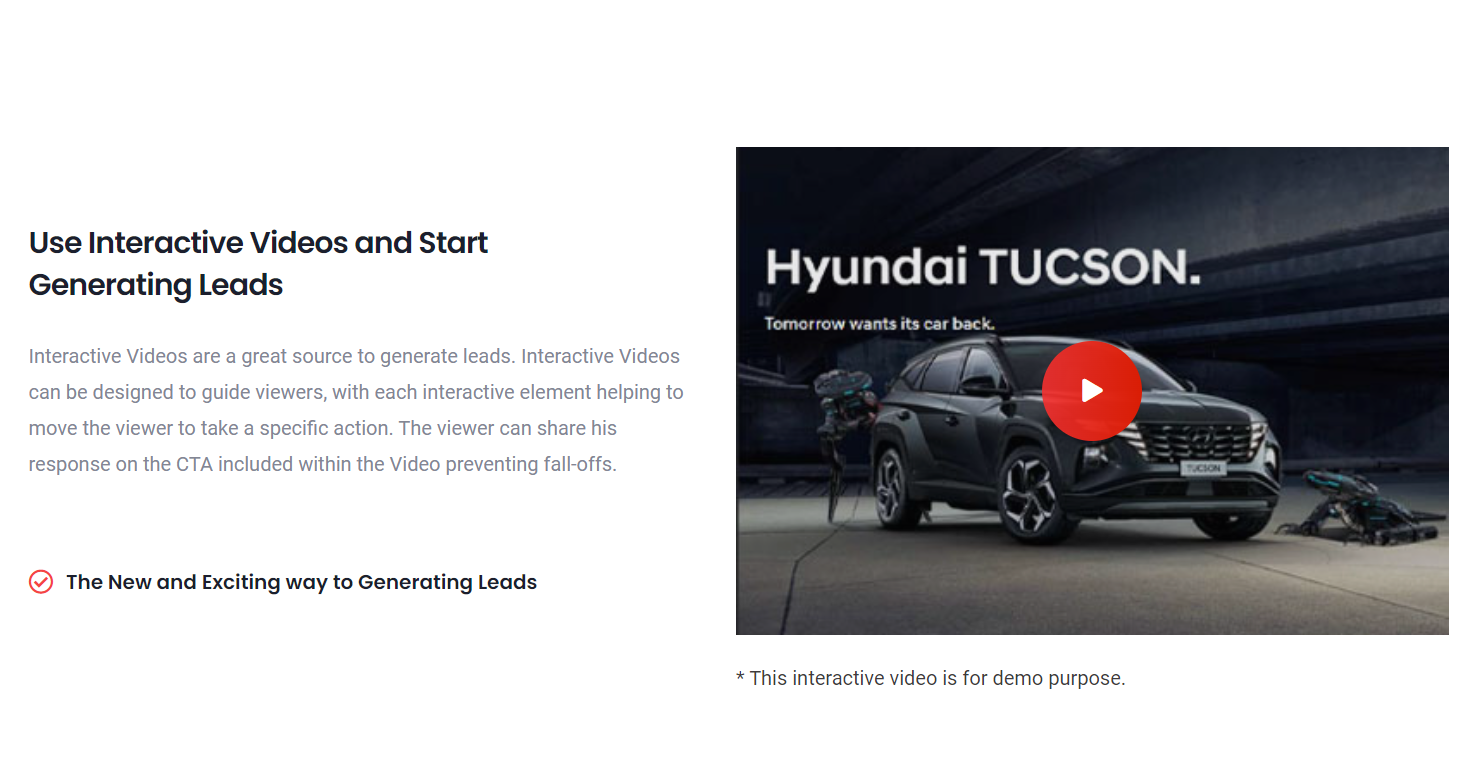 Use Interactive Videos and Start
Generating Leads
Interactive Videos are a great source to generate leads. Interactive Videos
can be designed to guide viewers, with each interactive element helping to
move the viewer to take a specific action. The viewer can share his
response on the CTA included within the Video preventing fall-offs.
The New and Exciting way to Generating Leads
Hyundai TUCSON.
Tomorrow wants its car back.
TUCSON
* This interactive video is for demo purpose.